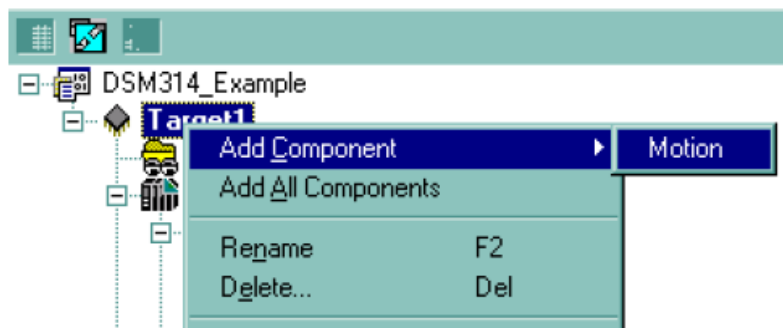 DSM314_Example
Target1
Add Component Motion
Add All Components
Rename F2
Delete... Del